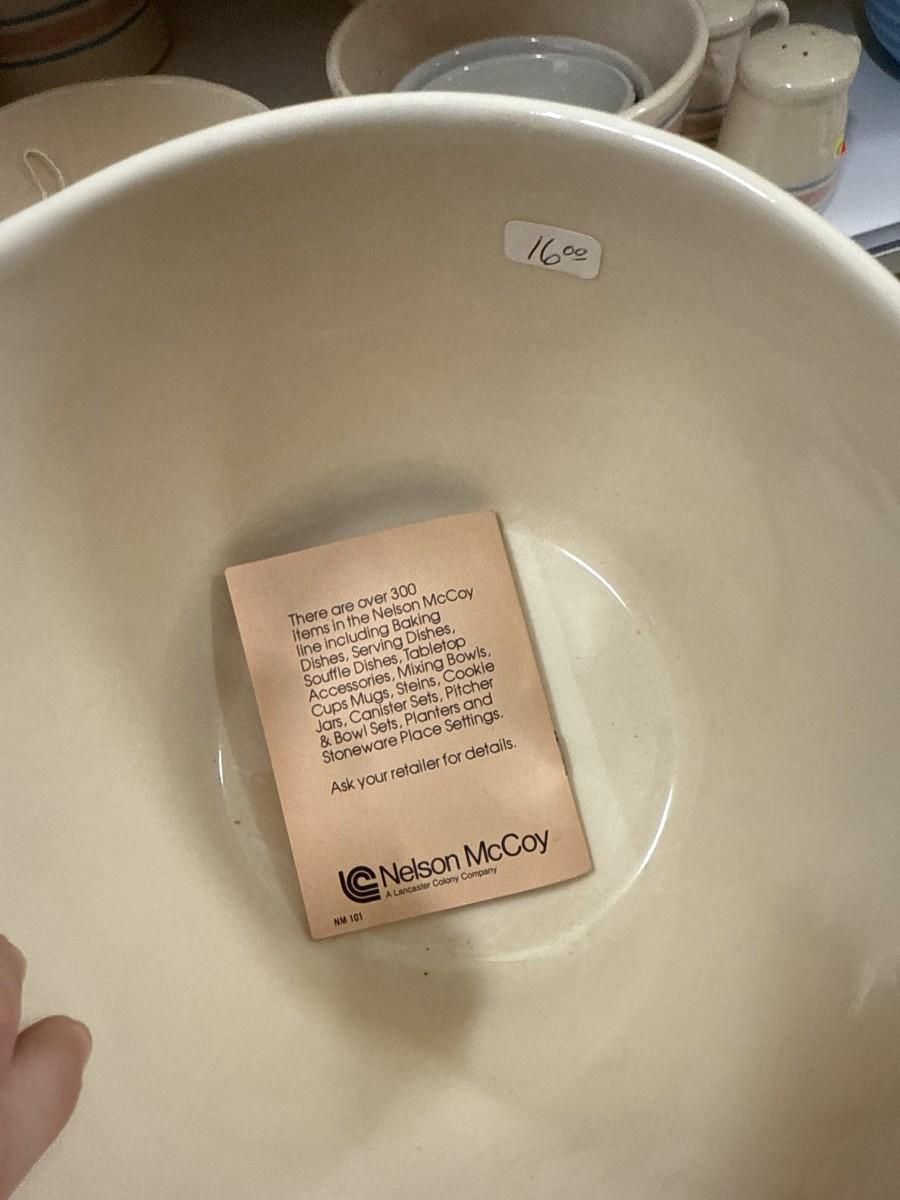 16⁰⁰
There are over 300
items in the Nelson McCoy
line including Baking
Dishes, Serving Dishes,
Souffle Dishes, Tabletop
Accessories, Mixing Bowls,
Cups Mugs, Steins, Cookie
Jars, Canister Sets, Pitcher
& Bowl Sets, Planters and
Stoneware Place Settings.
Ask your retailer for details.
Nelson McCoy
A Lancaster Colony Company
NM 101